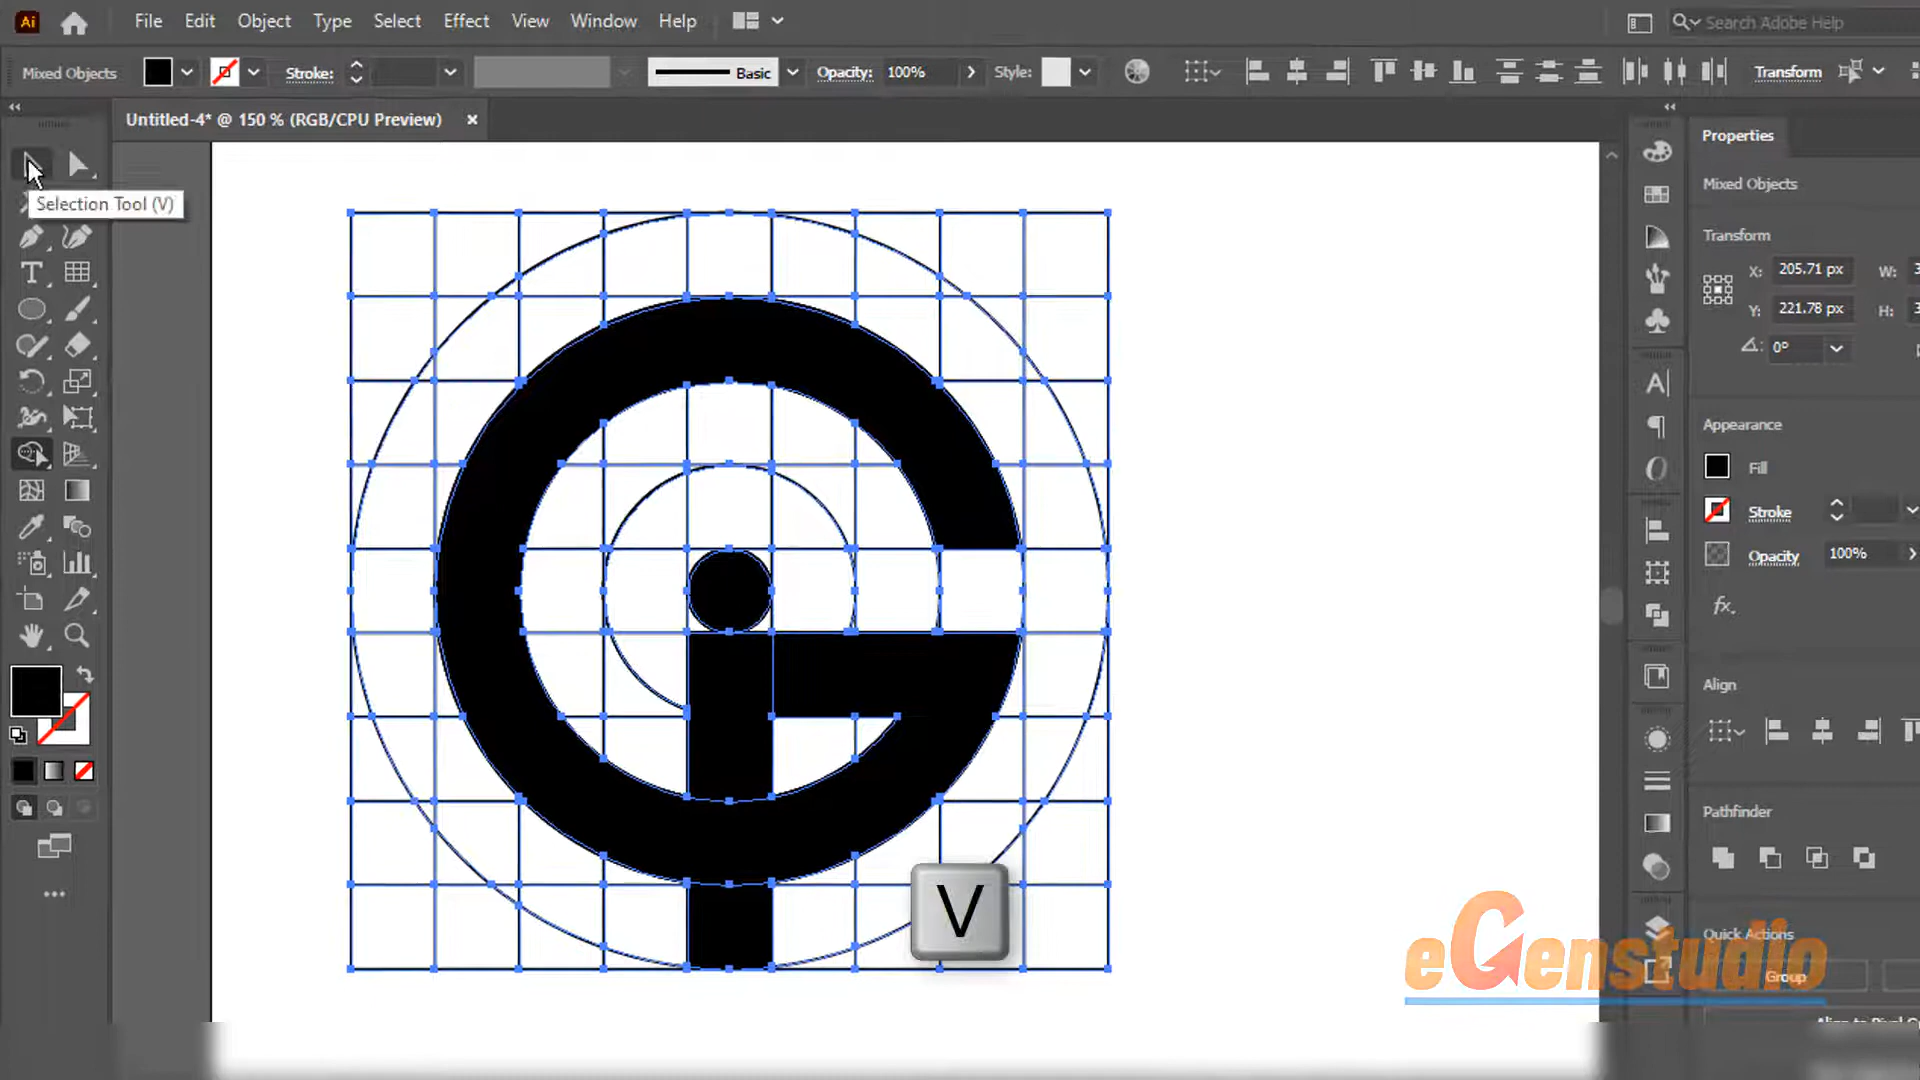 Ai File Edit Object Type Select Effect View Window Help Search Adobe Help
Mixed Objects Stroke: Basic Opacity: 100% Style: Transform
Untitled-4* @ 150 % (RGB/CPU Preview) ×
Selection Tool (V)
V
Properties
Mixed Objects
Transform
X: 205.71 px W: 3
Y: 221.78 px H: 3
0°
Appearance
Fill
Stroke
Opacity 100%
fx.
Align
Pathfinder
Quick Actions
Group
eGenstudio